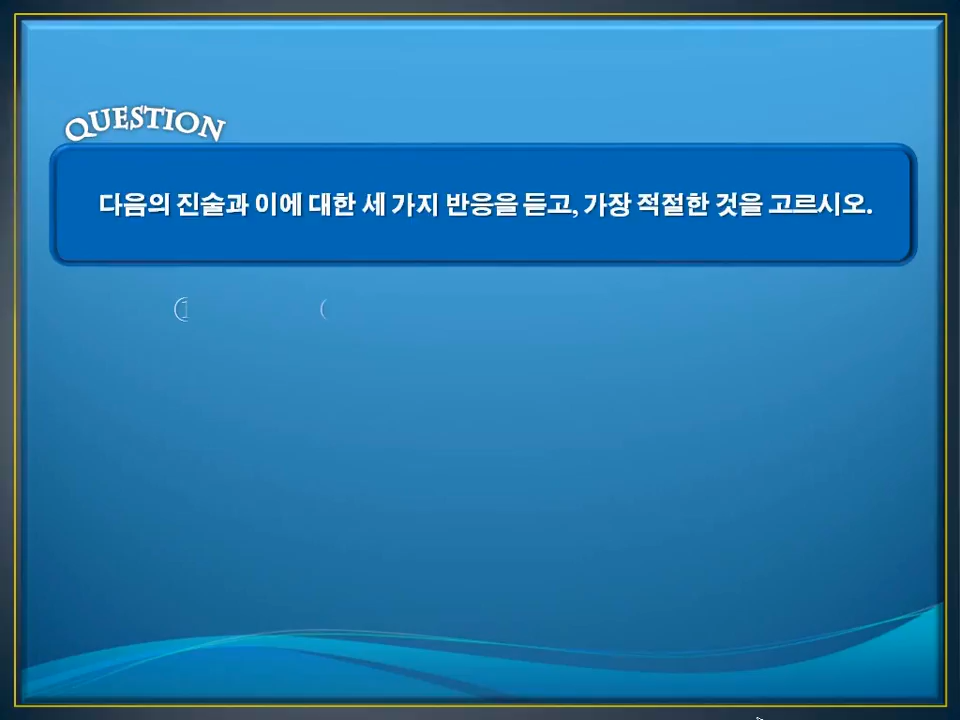 QUESTION
다음의 진술과 이에 대한 세 가지 반응을 듣고, 가장 적절한 것을 고르시오.